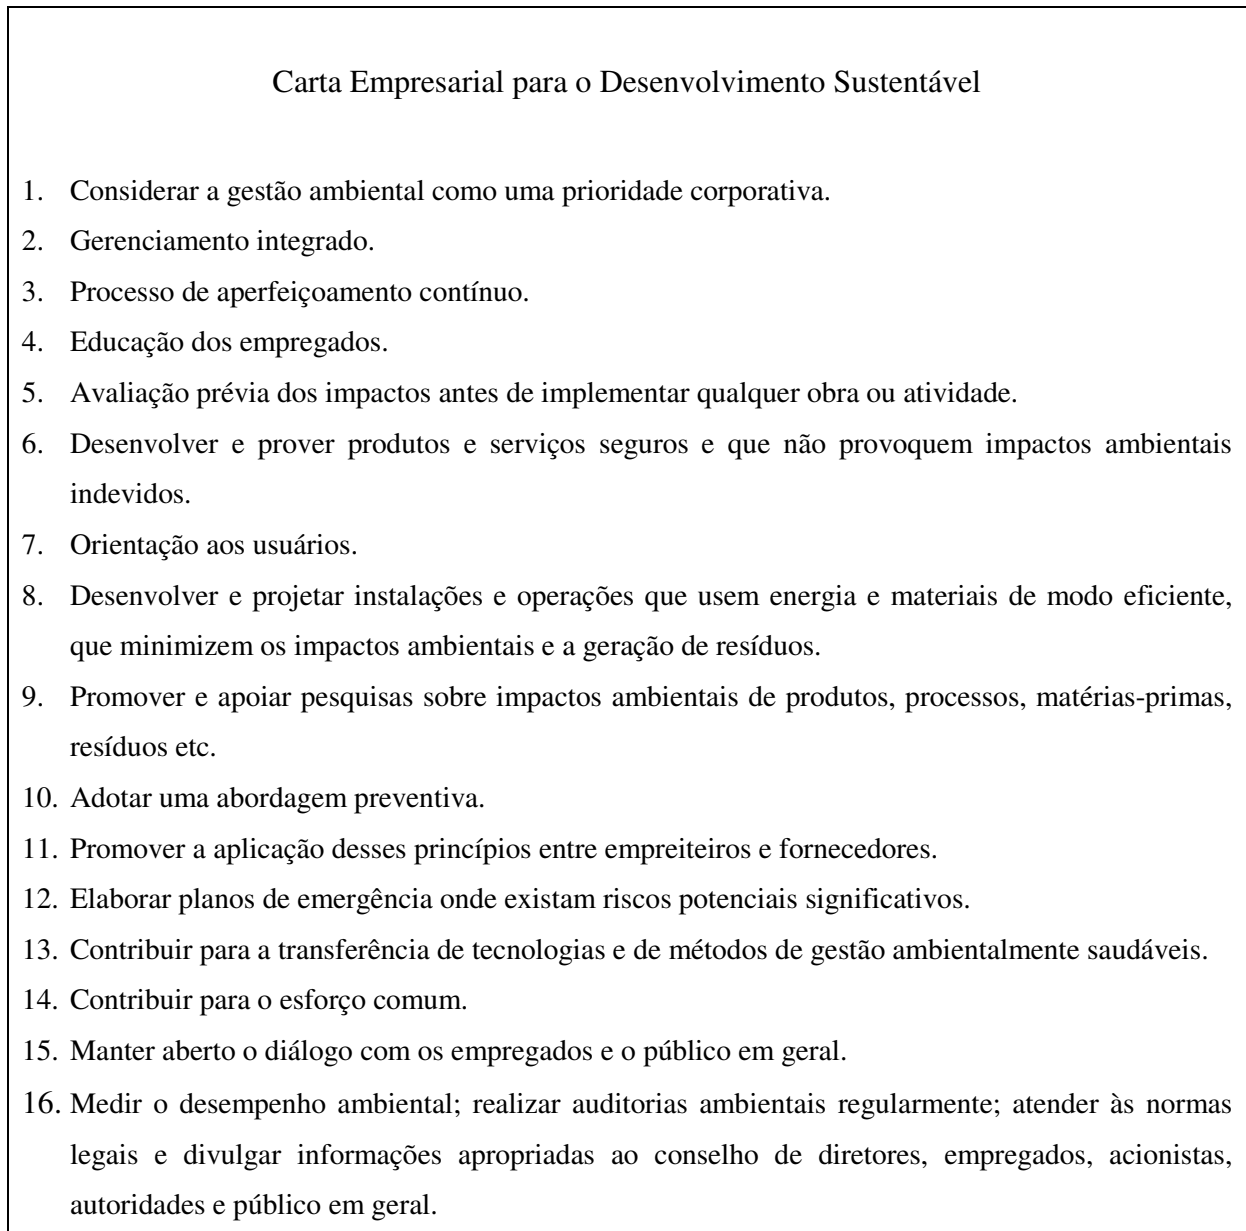 Carta Empresarial para o Desenvolvimento Sustentável
1. Considerar a gestão ambiental como uma prioridade corporativa.
2. Gerenciamento integrado.
3. Processo de aperfeiçoamento contínuo.
4. Educação dos empregados.
5. Avaliação prévia dos impactos antes de implementar qualquer obra ou atividade.
6. Desenvolver e prover produtos e serviços seguros e que não provoquem impactos ambientais
indevidos.
7. Orientação aos usuários.
8. Desenvolver e projetar instalações e operações que usem energia e materiais de modo eficiente,
que minimizem os impactos ambientais e a geração de resíduos.
9. Promover e apoiar pesquisas sobre impactos ambientais de produtos, processos, matérias-primas,
resíduos etc.
10. Adotar uma abordagem preventiva.
11. Promover a aplicação desses princípios entre empreiteiros e fornecedores.
12. Elaborar planos de emergência onde existam riscos potenciais significativos.
13. Contribuir para a transferência de tecnologias e de métodos de gestão ambientalmente saudáveis.
14. Contribuir para o esforço comum.
15. Manter aberto o diálogo com os empregados e o público em geral.
16. Medir o desempenho ambiental; realizar auditorias ambientais regularmente; atender às normas
legais e divulgar informações apropriadas ao conselho de diretores, empregados, acionistas,
autoridades e público em geral.